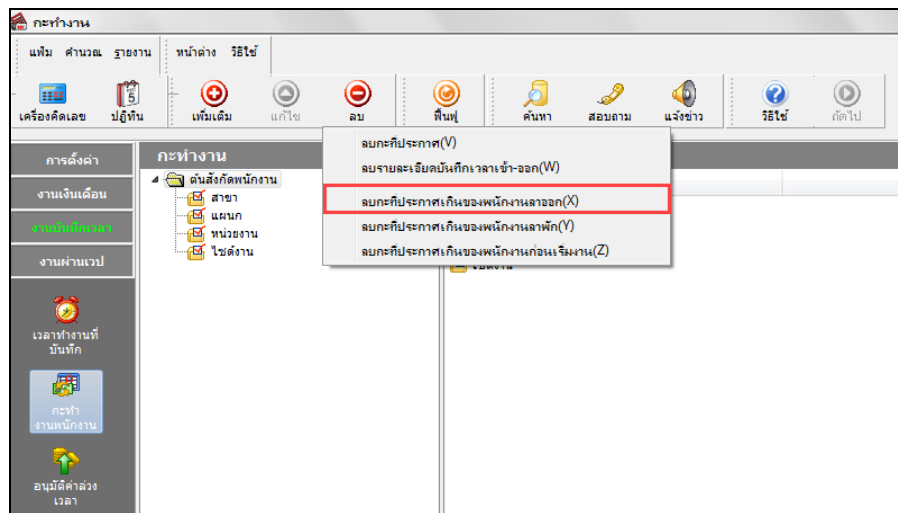 กะทำงาน
แฟ้ม คำนวณ รายงาน หน้าต่าง วิธีใช้
เครื่องคิดเลข ปฏิทิน เพิ่มเติม แก้ไข ลบ ฟื้นฟู ค้นหา สอบถาม แจ้งข่าว วิธีใช้ ถัดไป
การตั้งค่า
งานเงินเดือน
งานบันทึกเวลา
งานผ่านเวป
เวลาทำงานที่
บันทึก
กะทำ
งานพนักงาน
อนุมัติค่าล่วง
เวลา
กะทำงาน
ต้นสังกัดพนักงาน
สาขา
แผนก
หน่วยงาน
ไซด์งาน
ลบกะที่ประกาศ(V)
ลบรายละเอียดบันทึกเวลาเข้า-ออก(W)
ลบกะที่ประกาศเกินของพนักงานลาออก(X)
ลบกะที่ประกาศเกินของพนักงานลาพัก(Y)
ลบกะที่ประกาศเกินของพนักงานก่อนเริ่มงาน(Z)
ไซด์งาน